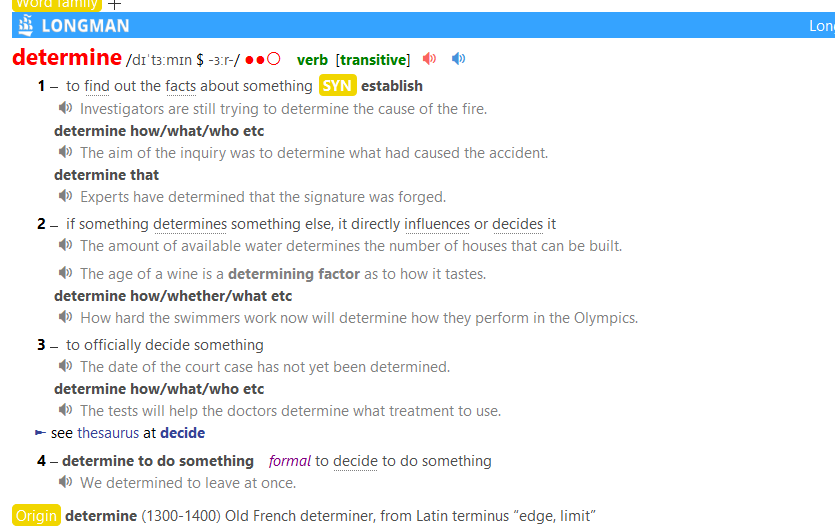 Word family +
LONGMAN Lon
determine /dɪˈtɜːmɪn $ -ɜːr-/ ●●○ verb [transitive]
1 – to find out the facts about something SYN establish
Investigators are still trying to determine the cause of the fire.
determine how/what/who etc
The aim of the inquiry was to determine what had caused the accident.
determine that
Experts have determined that the signature was forged.
2 – if something determines something else, it directly influences or decides it
The amount of available water determines the number of houses that can be built.
The age of a wine is a determining factor as to how it tastes.
determine how/whether/what etc
How hard the swimmers work now will determine how they perform in the Olympics.
3 – to officially decide something
The date of the court case has not yet been determined.
determine how/what/who etc
The tests will help the doctors determine what treatment to use.
► see thesaurus at decide
4 – determine to do something formal to decide to do something
We determined to leave at once.
Origin determine (1300-1400) Old French determiner, from Latin terminus “edge, limit”